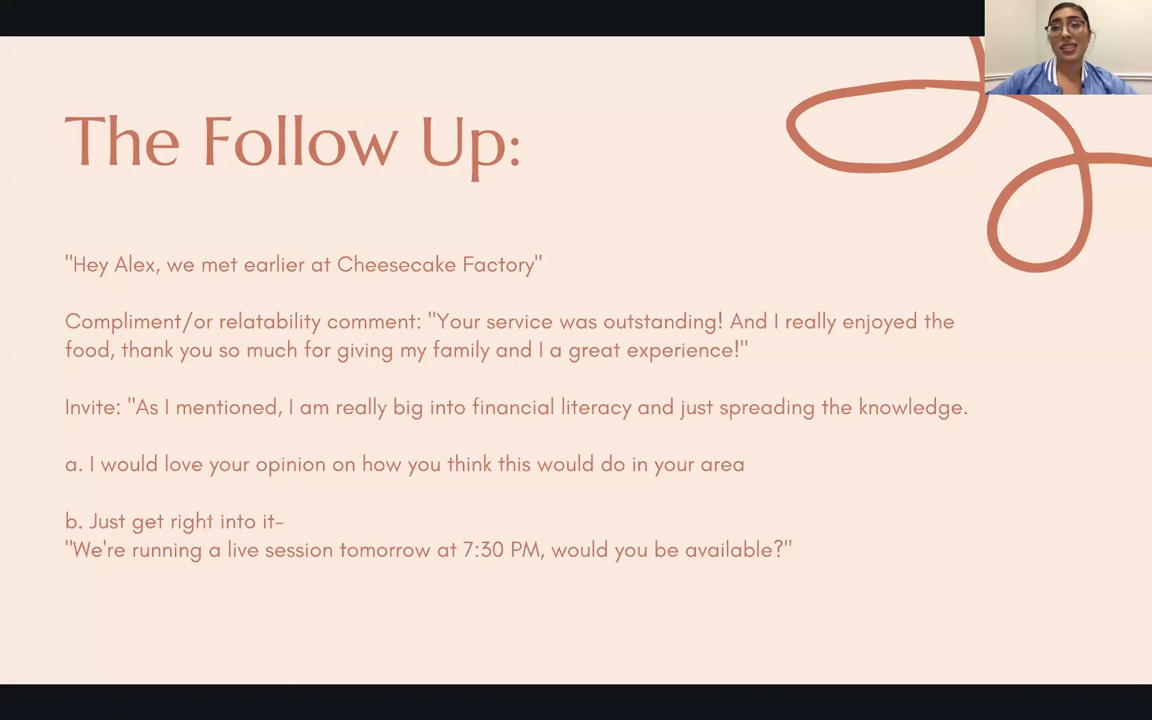 The Follow Up:
"Hey Alex, we met earlier at Cheesecake Factory"
Compliment/or relatability comment: "Your service was outstanding! And I really enjoyed the
food, thank you so much for giving my family and I a great experience!"
Invite: "As I mentioned, I am really big into financial literacy and just spreading the knowledge.
a. I would love your opinion on how you think this would do in your area
b. Just get right into it-
"We're running a live session tomorrow at 7:30 PM, would you be available?"